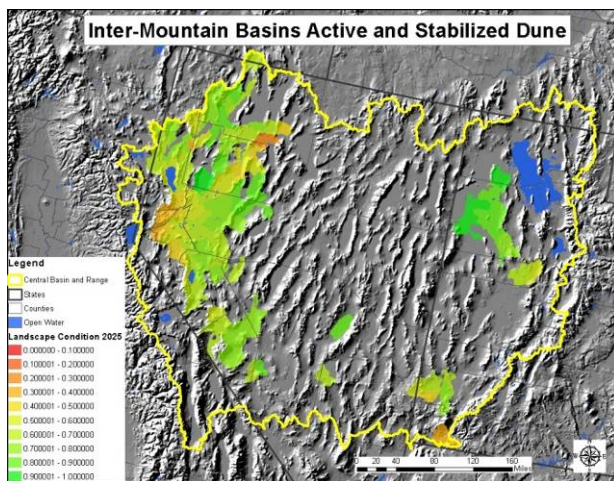 Inter-Mountain Basins Active and Stabilized Dune
Legend
Central Basin and Range
States
Counties
Open Water
Landscape Condition 2025
0.000000 - 0.100000
0.100001 - 0.200000
0.200001 - 0.300000
0.300001 - 0.400000
0.400001 - 0.500000
0.500001 - 0.600000
0.600001 - 0.700000
0.700001 - 0.800000
0.800001 - 0.900000
0.900001 - 1.000000
0 20 40 80 120 160
Miles